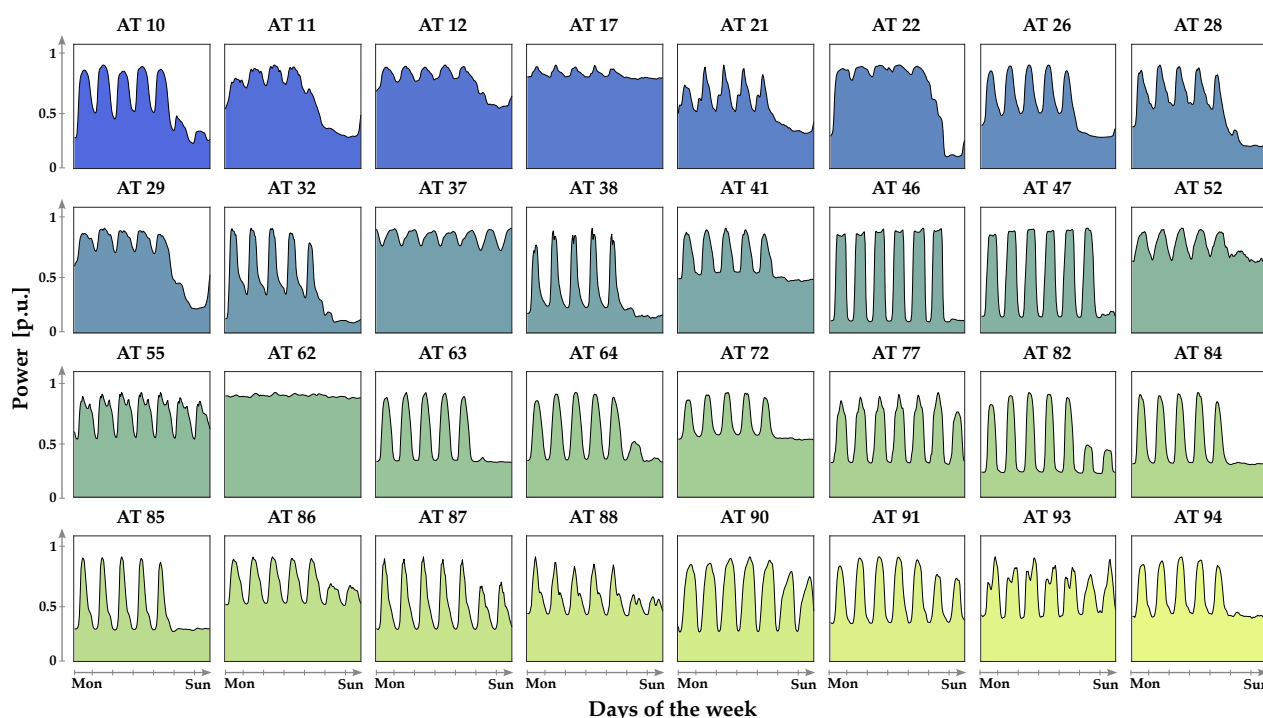 AT 10 AT 11 AT 12 AT 17 AT 21 AT 22 AT 26 AT 28
1
0.5
0
AT 29 AT 32 AT 37 AT 38 AT 41 AT 46 AT 47 AT 52
1
0.5
0
Power [p.u.]
AT 55 AT 62 AT 63 AT 64 AT 72 AT 77 AT 82 AT 84
1
0.5
0
AT 85 AT 86 AT 87 AT 88 AT 90 AT 91 AT 93 AT 94
1
0.5
0
Mon Sun Mon Sun Mon Sun Mon Sun Mon Sun Mon Sun Mon Sun Mon Sun
Days of the week